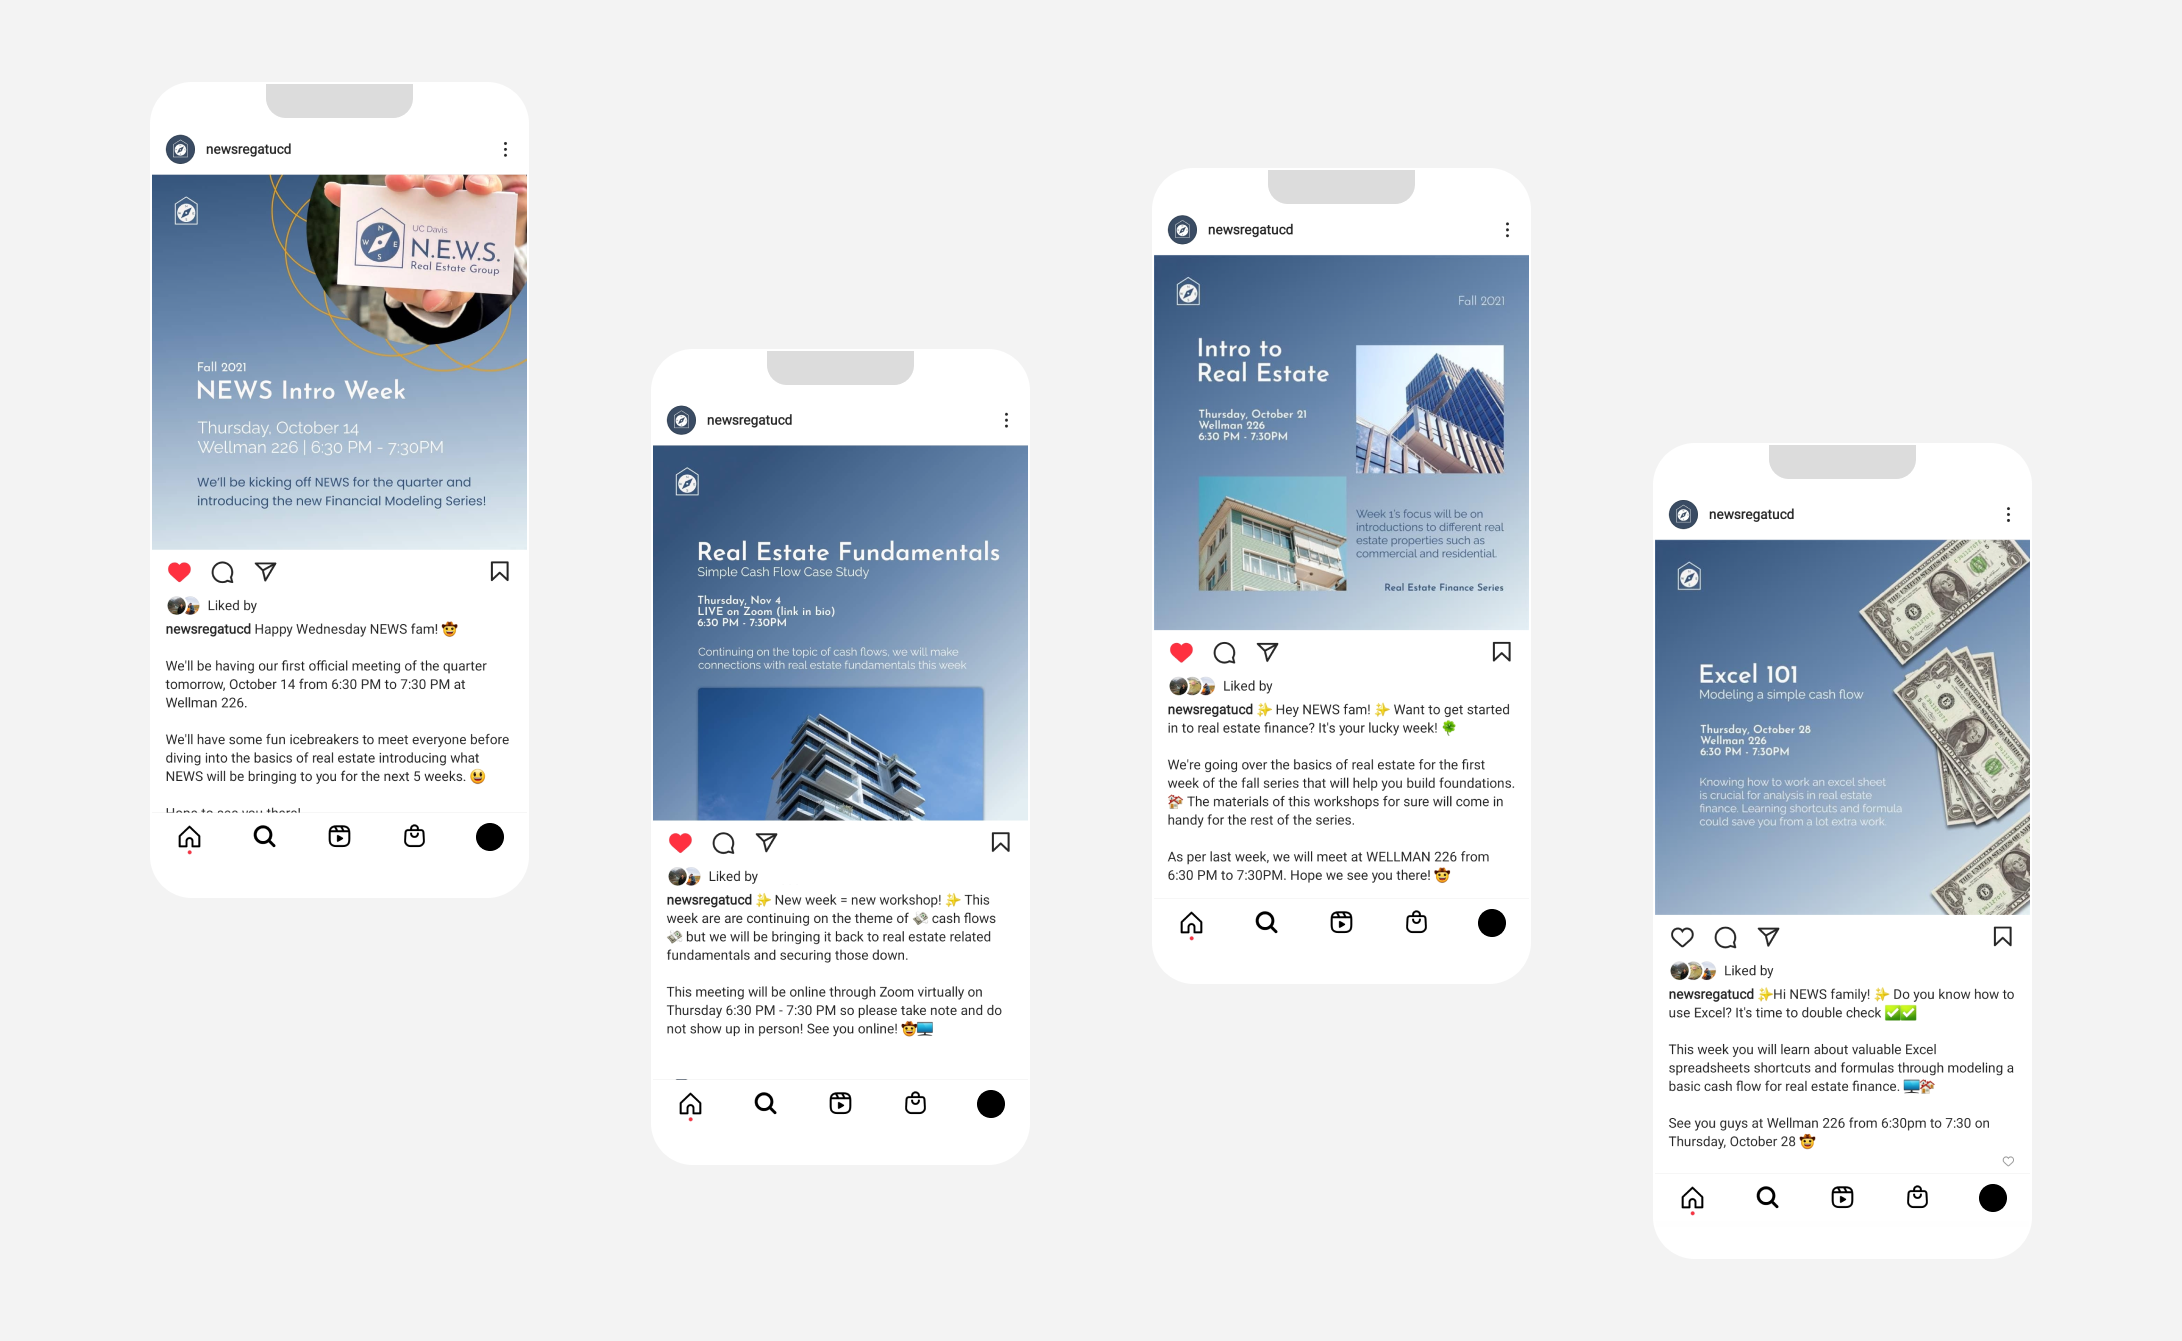 newsregatucd
N
W
E
S
UC Davis
N.E.W.S.
Real Estate Group
Fall 2021
NEWS Intro Week
Thursday, October 14
Wellman 226 | 6:30 PM - 7:30PM
We'll be kicking off NEWS for the quarter and
introducing the new Financial Modeling Series!
Liked by
newsregatucd Happy Wednesday NEWS fam! 🤠
We'll be having our first official meeting of the quarter
tomorrow, October 14 from 6:30 PM to 7:30 PM at
Wellman 226.
We'll have some fun icebreakers to meet everyone before
diving into the basics of real estate introducing what
NEWS will be bringing to you for the next 5 weeks. 😃
Hope to see you there!
newsregatucd
Real Estate Fundamentals
Simple Cash Flow Case Study
Thursday, Nov 4
LIVE on Zoom (link in bio)
6:30 PM - 7:30PM
Continuing on the topic of cash flows, we will make
connections with real estate fundamentals this week
Liked by
newsregatucd ✨ New week = new workshop! ✨ This
week are are continuing on the theme of 💸 cash flows
💸 but we will be bringing it back to real estate related
fundamentals and securing those down.
This meeting will be online through Zoom virtually on
Thursday 6:30 PM - 7:30 PM so please take note and do
not show up in person! See you online! 🤠🖥️
newsregatucd
Fall 2021
Intro to
Real Estate
Thursday, October 21
Wellman 226
6:30 PM - 7:30PM
Week 1's focus will be on
introductions to different real
estate properties such as
commercial and residential.
Real Estate Finance Series
Liked by
newsregatucd ✨ Hey NEWS fam! ✨ Want to get started
in to real estate finance? It's your lucky week! 🍀
We're going over the basics of real estate for the first
week of the fall series that will help you build foundations.
🏘️ The materials of this workshops for sure will come in
handy for the rest of the series.
As per last week, we will meet at WELLMAN 226 from
6:30 PM to 7:30PM. Hope we see you there! 🤠
newsregatucd
Excel 101
Modeling a simple cash flow
Thursday, October 28
Wellman 226
6:30 PM - 7:30PM
Knowing how to work an excel sheet
is crucial for analysis in real estate
finance. Learning shortcuts and formula
could save you from a lot extra work.
Liked by
newsregatucd ✨Hi NEWS family! ✨ Do you know how to
use Excel? It's time to double check ✅✅
This week you will learn about valuable Excel
spreadsheets shortcuts and formulas through modeling a
basic cash flow for real estate finance. 🖥️🏘️
See you guys at Wellman 226 from 6:30pm to 7:30 on
Thursday, October 28 🤠